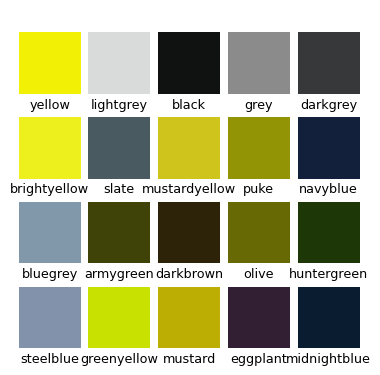 yellow lightgrey black grey darkgrey
brightyellow slate mustardyellow puke navyblue
bluegrey armygreen darkbrown olive huntergreen
steelblue greenyellow mustard eggplant midnightblue